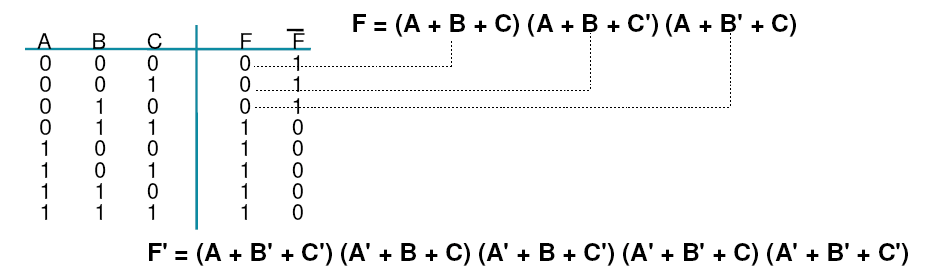 F = (A + B + C) (A + B + C') (A + B' + C)
A B C F F̅
0 0 0 0 1
0 0 1 0 1
0 1 0 0 1
0 1 1 1 0
1 0 0 1 0
1 0 1 1 0
1 1 0 1 0
1 1 1 1 0
F' = (A + B' + C') (A' + B + C) (A' + B + C') (A' + B' + C) (A' + B' + C')